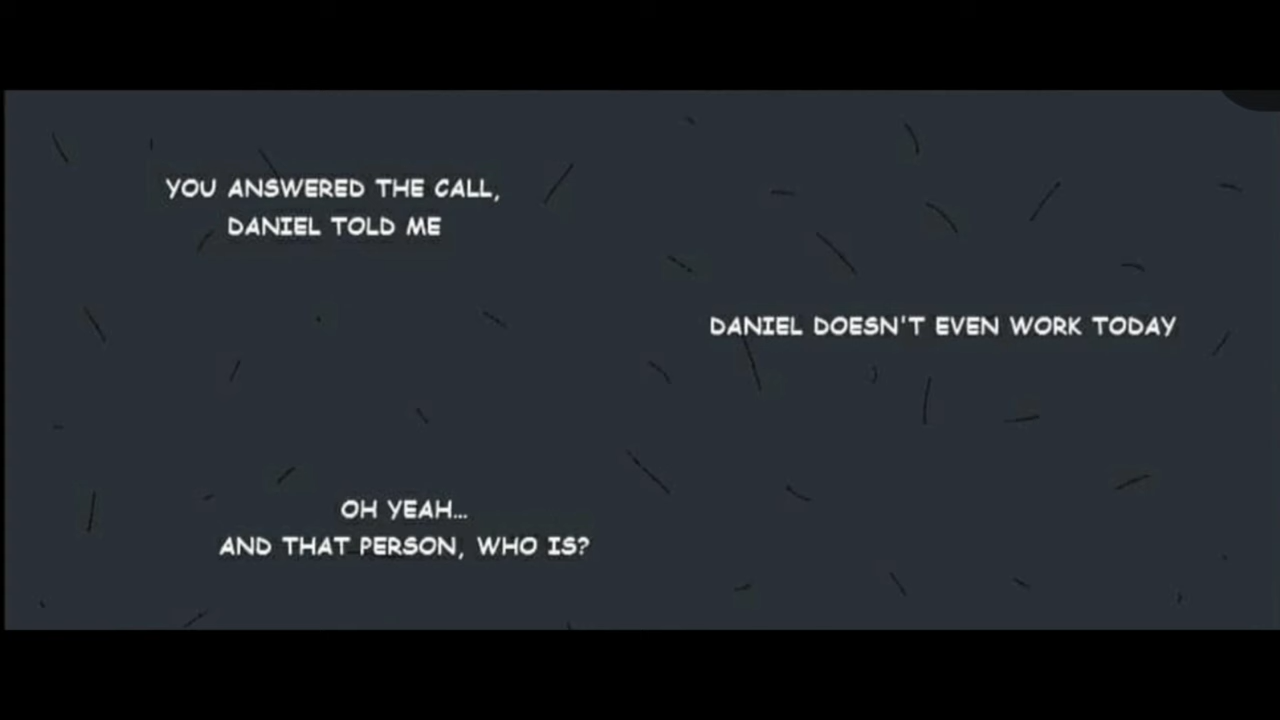 YOU ANSWERED THE CALL,
DANIEL TOLD ME
DANIEL DOESN'T EVEN WORK TODAY
OH YEAH...
AND THAT PERSON, WHO IS?